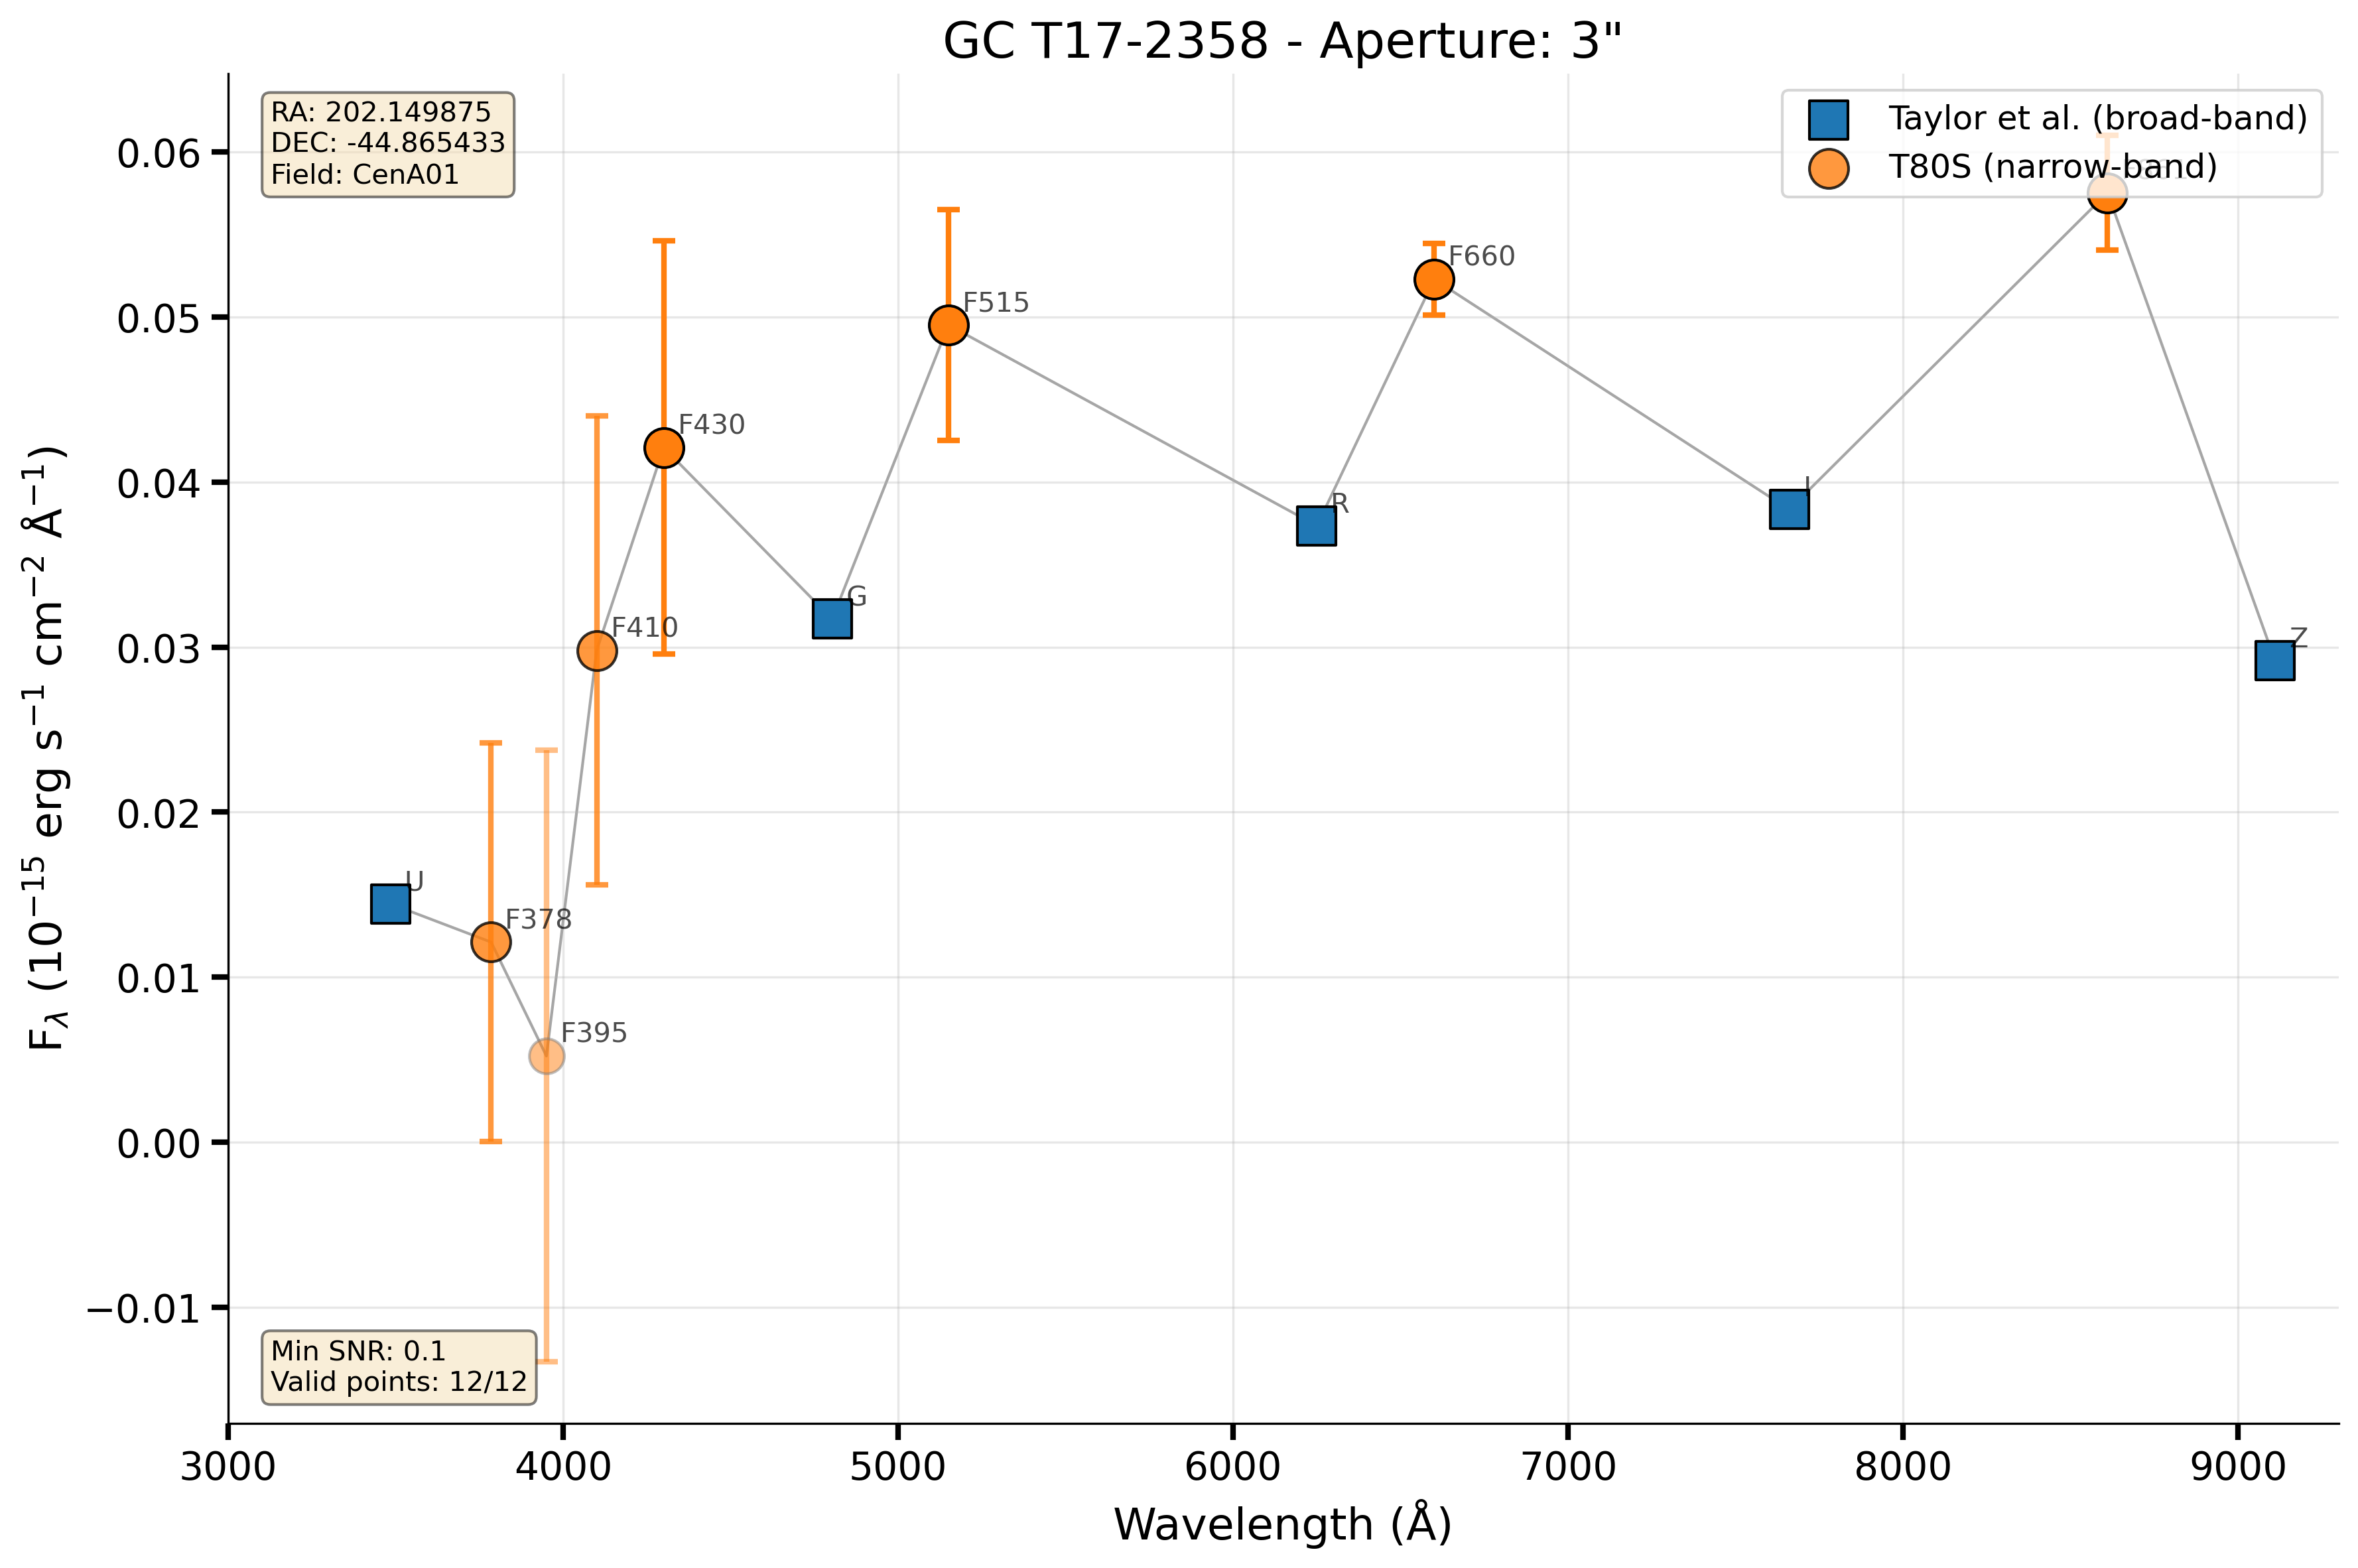 GC T17-2358 - Aperture: 3"
RA: 202.149875
DEC: -44.865433
Field: CenA01
Taylor et al. (broad-band)
T80S (narrow-band)
F660
F515
F430
R
I
G
F410
Z
U
F378
F395
0.06
0.05
0.04
0.03
0.02
0.01
0.00
−0.01
F_λ (10⁻¹⁵ erg s⁻¹ cm⁻² Å⁻¹)
Min SNR: 0.1
Valid points: 12/12
3000 4000 5000 6000 7000 8000 9000
Wavelength (Å)